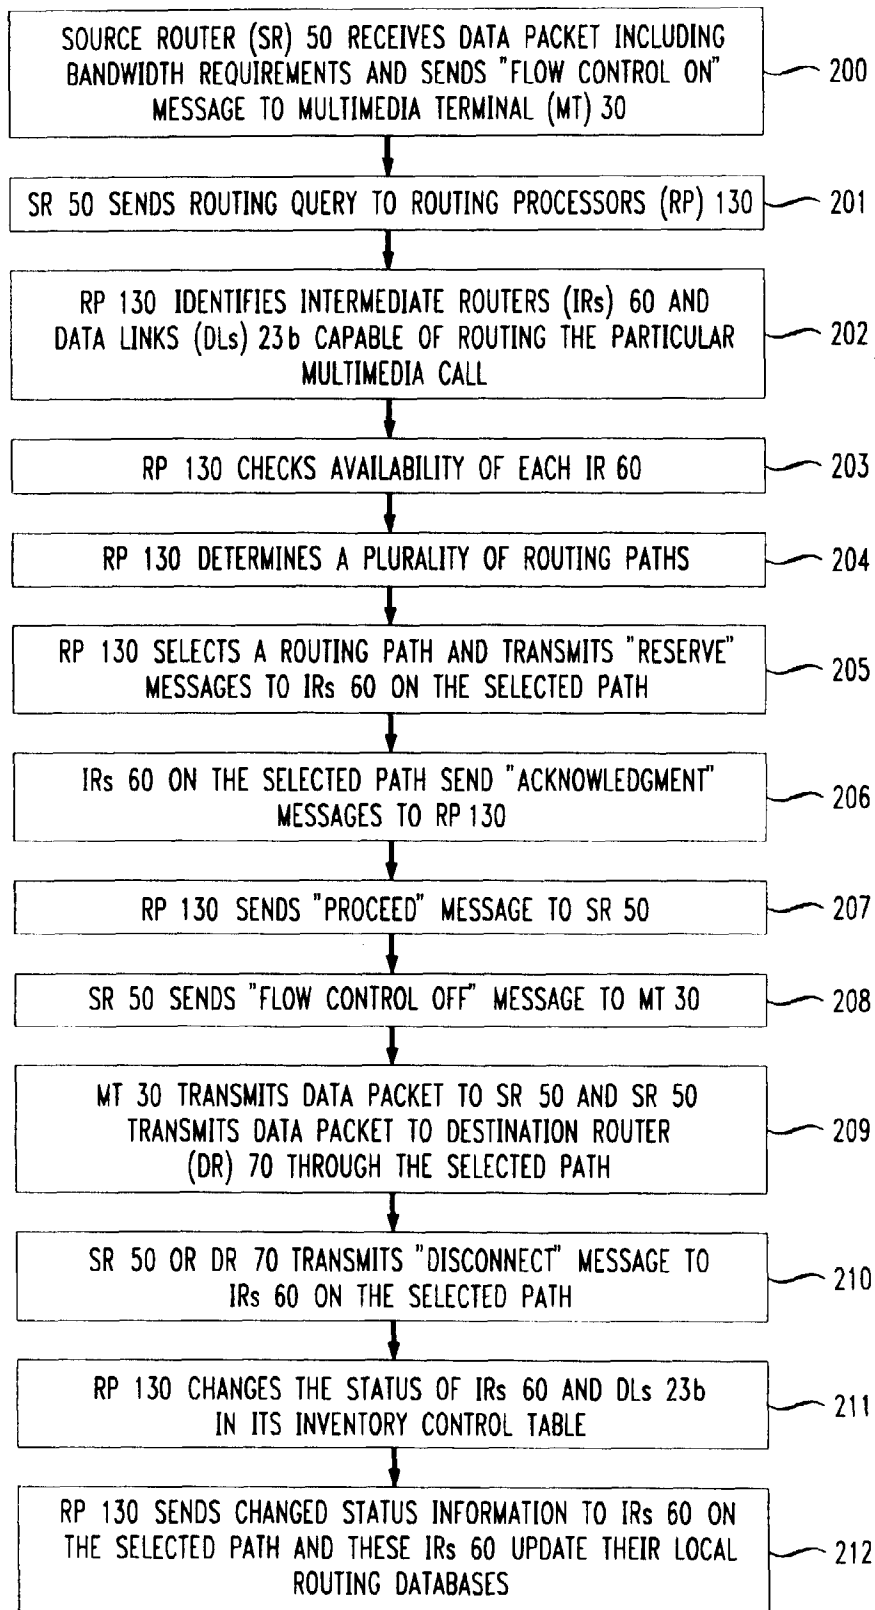 SOURCE ROUTER (SR) 50 RECEIVES DATA PACKET INCLUDING
BANDWIDTH REQUIREMENTS AND SENDS "FLOW CONTROL ON"
MESSAGE TO MULTIMEDIA TERMINAL (MT) 30
200
SR 50 SENDS ROUTING QUERY TO ROUTING PROCESSORS (RP) 130
201
RP 130 IDENTIFIES INTERMEDIATE ROUTERS (IRs) 60 AND
DATA LINKS (DLs) 23b CAPABLE OF ROUTING THE PARTICULAR
MULTIMEDIA CALL
202
RP 130 CHECKS AVAILABILITY OF EACH IR 60
203
RP 130 DETERMINES A PLURALITY OF ROUTING PATHS
204
RP 130 SELECTS A ROUTING PATH AND TRANSMITS "RESERVE"
MESSAGES TO IRs 60 ON THE SELECTED PATH
205
IRs 60 ON THE SELECTED PATH SEND "ACKNOWLEDGMENT"
MESSAGES TO RP 130
206
RP 130 SENDS "PROCEED" MESSAGE TO SR 50
207
SR 50 SENDS "FLOW CONTROL OFF" MESSAGE TO MT 30
208
MT 30 TRANSMITS DATA PACKET TO SR 50 AND SR 50
TRANSMITS DATA PACKET TO DESTINATION ROUTER
(DR) 70 THROUGH THE SELECTED PATH
209
SR 50 OR DR 70 TRANSMITS "DISCONNECT" MESSAGE TO
IRs 60 ON THE SELECTED PATH
210
RP 130 CHANGES THE STATUS OF IRs 60 AND DLs 23b
IN ITS INVENTORY CONTROL TABLE
211
RP 130 SENDS CHANGED STATUS INFORMATION TO IRs 60 ON
THE SELECTED PATH AND THESE IRs 60 UPDATE THEIR LOCAL
ROUTING DATABASES
212